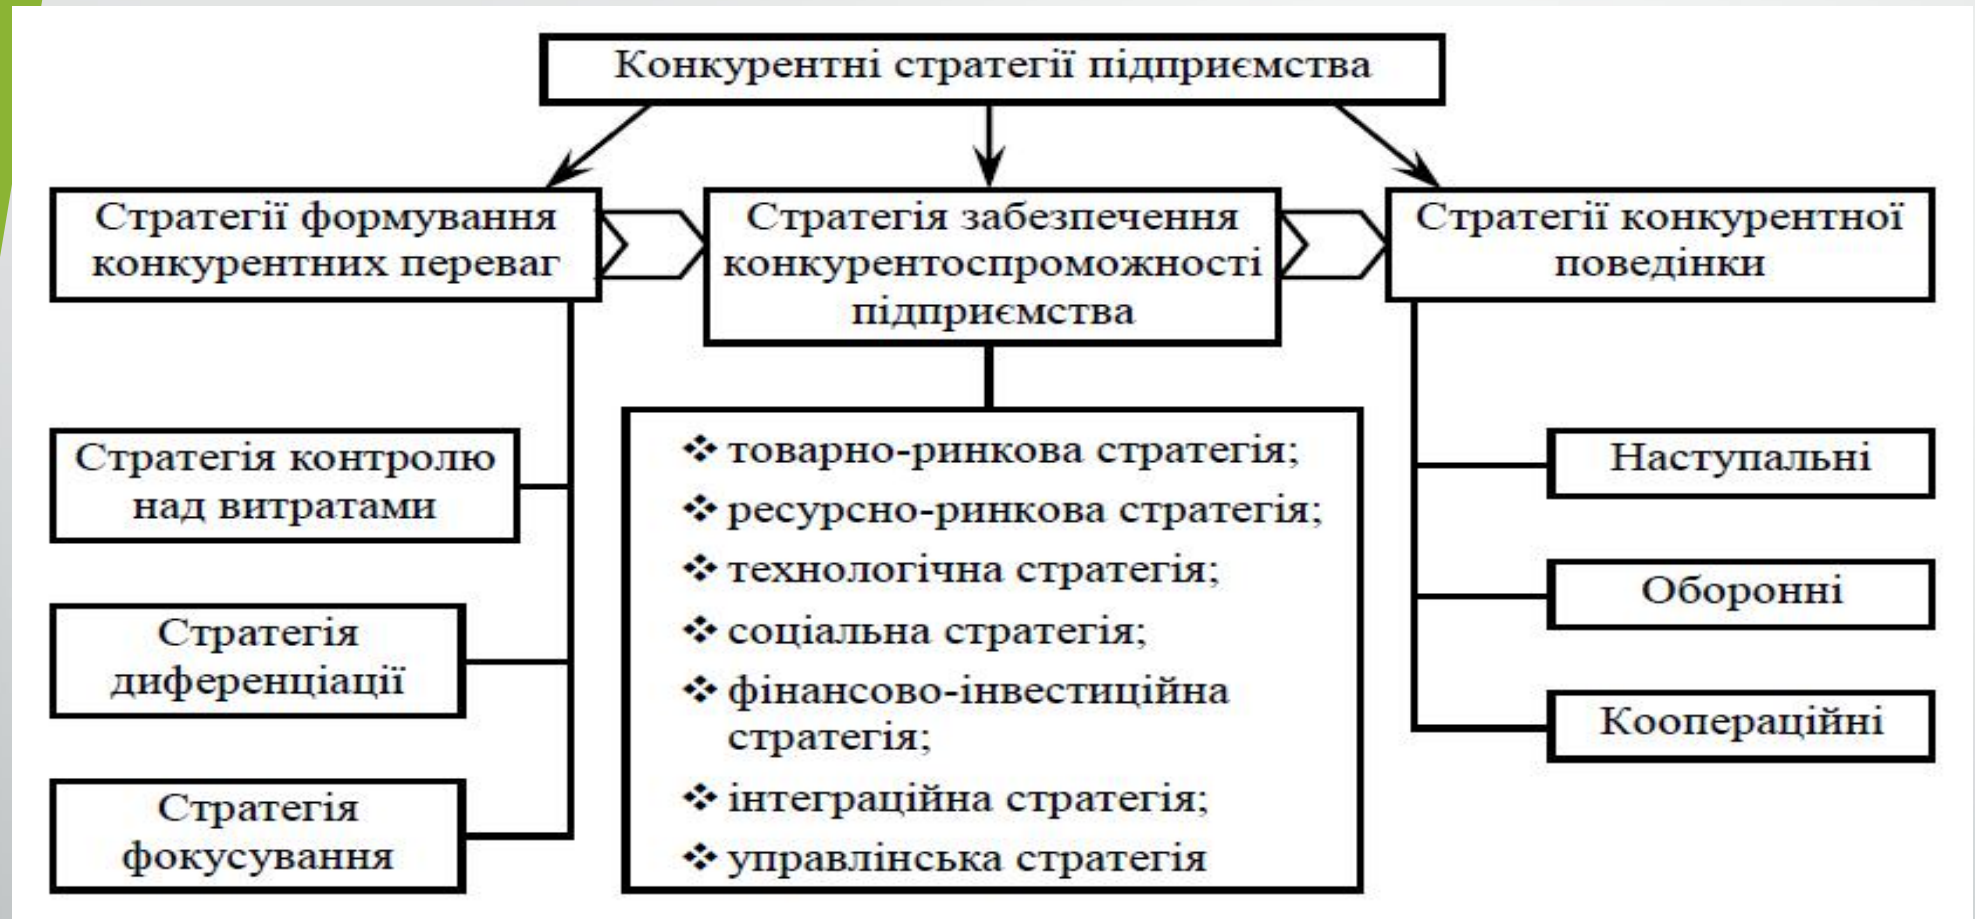 Конкурентні стратегії підприємства
Стратегії формування
конкурентних переваг
Стратегія забезпечення
конкурентоспроможності
підприємства
Стратегії конкурентної
поведінки
Стратегія контролю
над витратами
Стратегія
диференціації
Стратегія
фокусування
❖ товарно-ринкова стратегія;
❖ ресурсно-ринкова стратегія;
❖ технологічна стратегія;
❖ соціальна стратегія;
❖ фінансово-інвестиційна
стратегія;
❖ інтеграційна стратегія;
❖ управлінська стратегія
Наступальні
Оборонні
Коопераційні